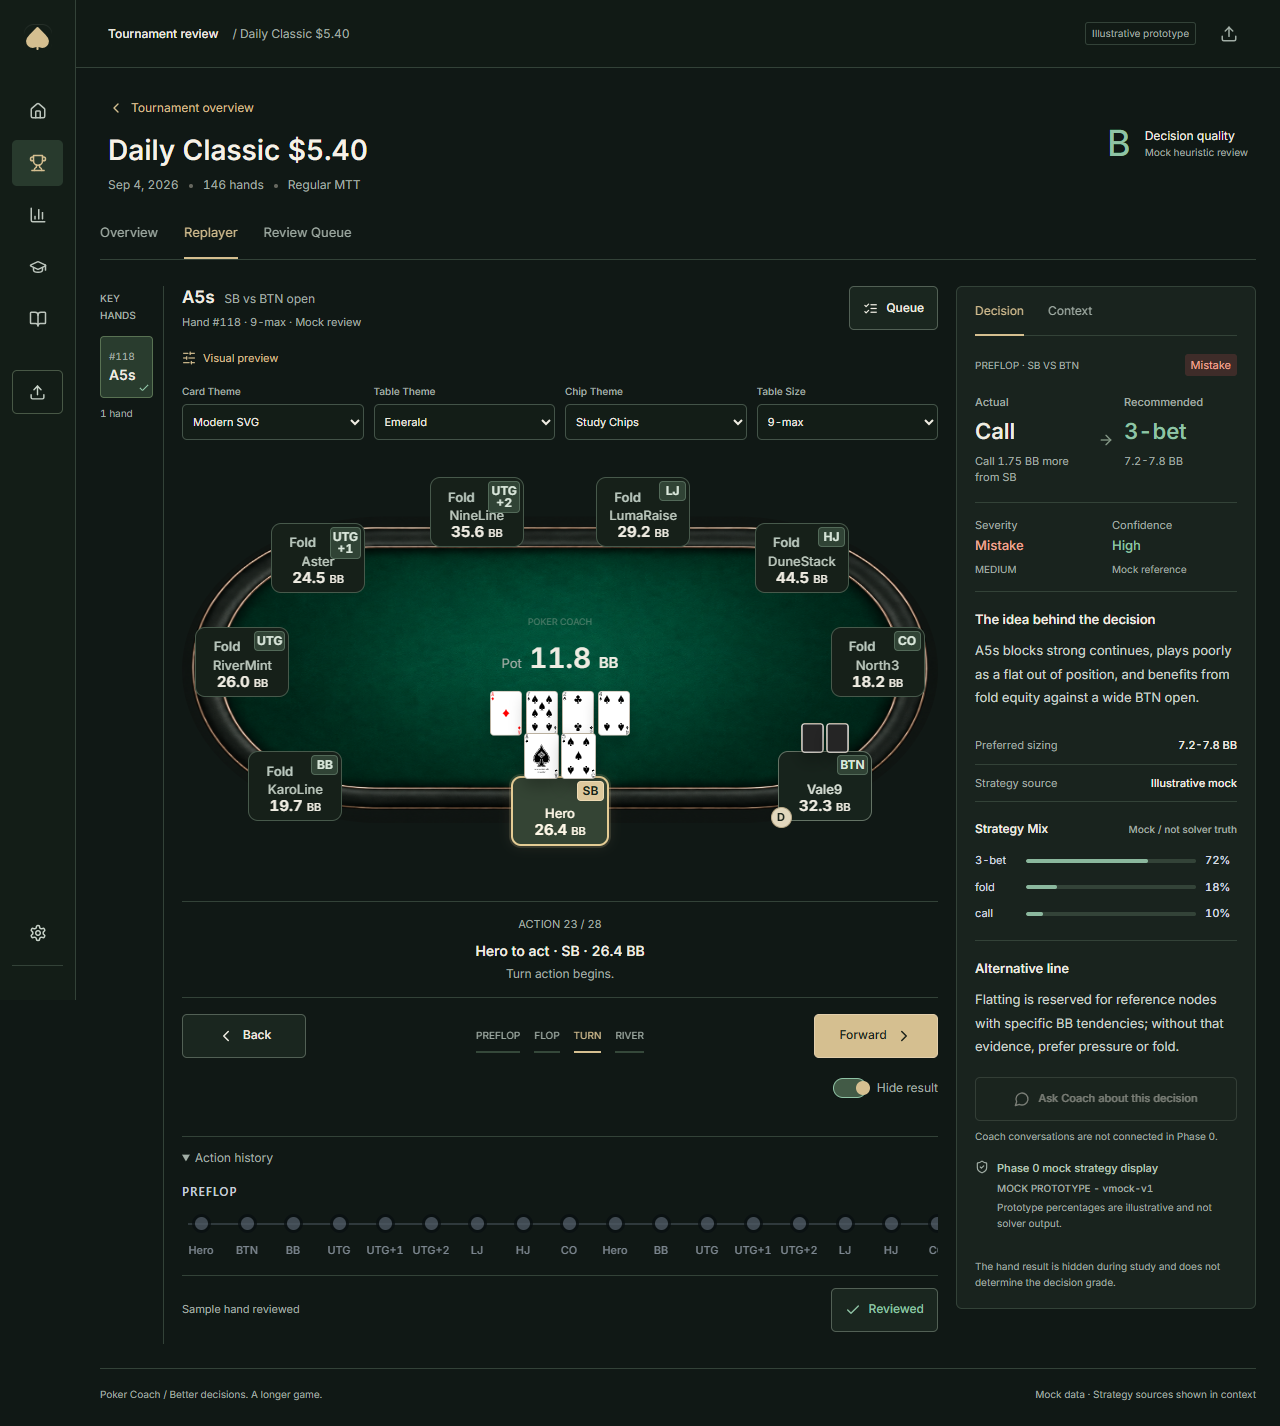 Tournament review / Daily Classic $5.40
Illustrative prototype
Tournament overview
Daily Classic $5.40
Sep 4, 2026 • 146 hands • Regular MTT
B
Decision quality
Mock heuristic review
Overview
Replayer
Review Queue
KEY
HANDS
#118
A5s
1 hand
A5s SB vs BTN open
Hand #118 · 9-max · Mock review
Queue
Visual preview
Card Theme
Table Theme
Chip Theme
Table Size
Modern SVG
Emerald
Study Chips
9-max
Fold
UTG
+2
NineLine
35.6 BB
Fold
LJ
LumaRaise
29.2 BB
Fold
UTG
+1
Aster
24.5 BB
Fold
HJ
DuneStack
44.5 BB
Fold
UTG
RiverMint
26.0 BB
Fold
CO
North3
18.2 BB
POKER COACH
Pot 11.8 BB
Fold
BB
KaroLine
19.7 BB
SB
Hero
26.4 BB
BTN
Vale9
32.3 BB
D
ACTION 23 / 28
Hero to act · SB · 26.4 BB
Turn action begins.
Back
PREFLOP
FLOP
TURN
RIVER
Forward
Hide result
▼ Action history
PREFLOP
Hero BTN BB UTG UTG+1 UTG+2 LJ HJ CO Hero BB UTG UTG+1 UTG+2 LJ HJ
Sample hand reviewed
Reviewed
Decision
Context
PREFLOP · SB VS BTN
Mistake
Actual
Recommended
Call
3-bet
Call 1.75 BB more
from SB
7.2-7.8 BB
Severity
Confidence
Mistake
High
MEDIUM
Mock reference
The idea behind the decision
A5s blocks strong continues, plays poorly
as a flat out of position, and benefits from
fold equity against a wide BTN open.
Preferred sizing 7.2-7.8 BB
Strategy source Illustrative mock
Strategy Mix Mock / not solver truth
3-bet 72%
fold 18%
call 10%
Alternative line
Flatting is reserved for reference nodes
with specific BB tendencies; without that
evidence, prefer pressure or fold.
Ask Coach about this decision
Coach conversations are not connected in Phase 0.
Phase 0 mock strategy display
MOCK PROTOTYPE - vmock-v1
Prototype percentages are illustrative and not
solver output.
The hand result is hidden during study and does not
determine the decision grade.
Poker Coach / Better decisions. A longer game.
Mock data · Strategy sources shown in context